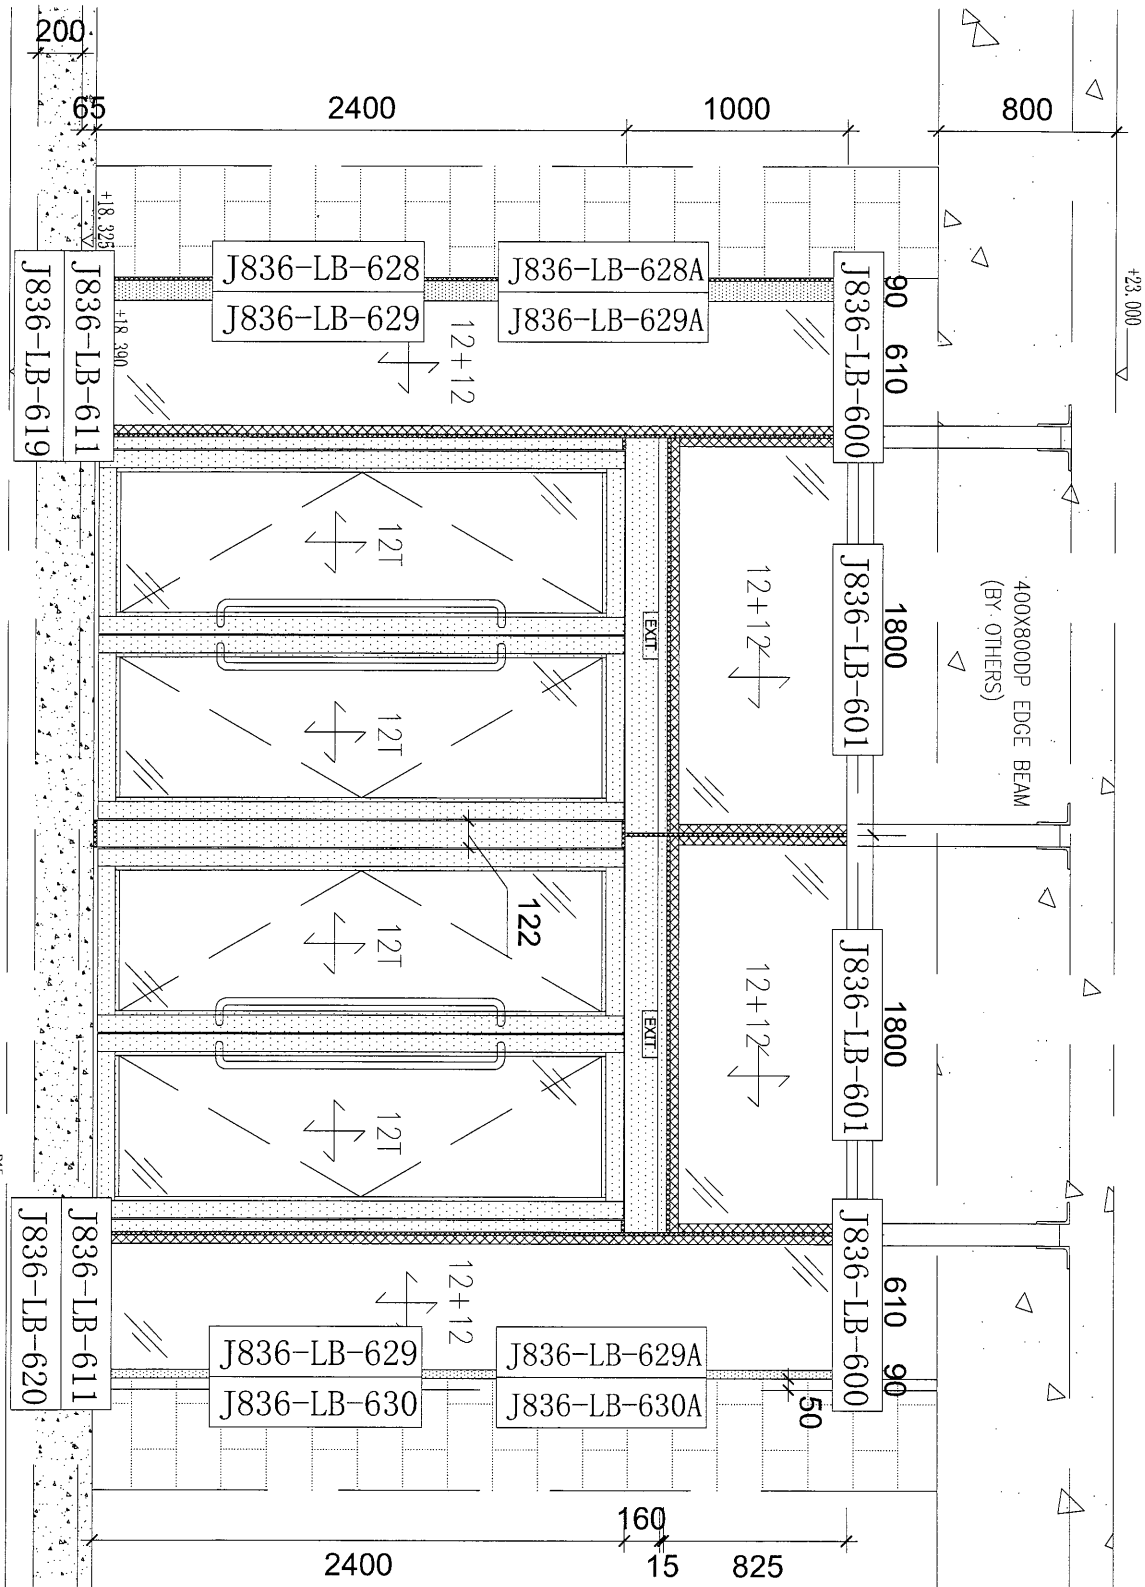 200
65
2400
1000
800
+18.325
+18.390
+23.000
J836-LB-628
J836-LB-629
J836-LB-628A
J836-LB-629A
J836-LB-611
J836-LB-619
90
610
J836-LB-600
12+12
400X800DP EDGE BEAM
(BY OTHERS)
12T
EXIT
12+12
1800
J836-LB-601
12T
122
12T
EXIT
12+12
1800
J836-LB-601
12T
12+12
610
90
J836-LB-600
50
J836-LB-611
J836-LB-620
J836-LB-629
J836-LB-630
J836-LB-629A
J836-LB-630A
2400
160
15
825